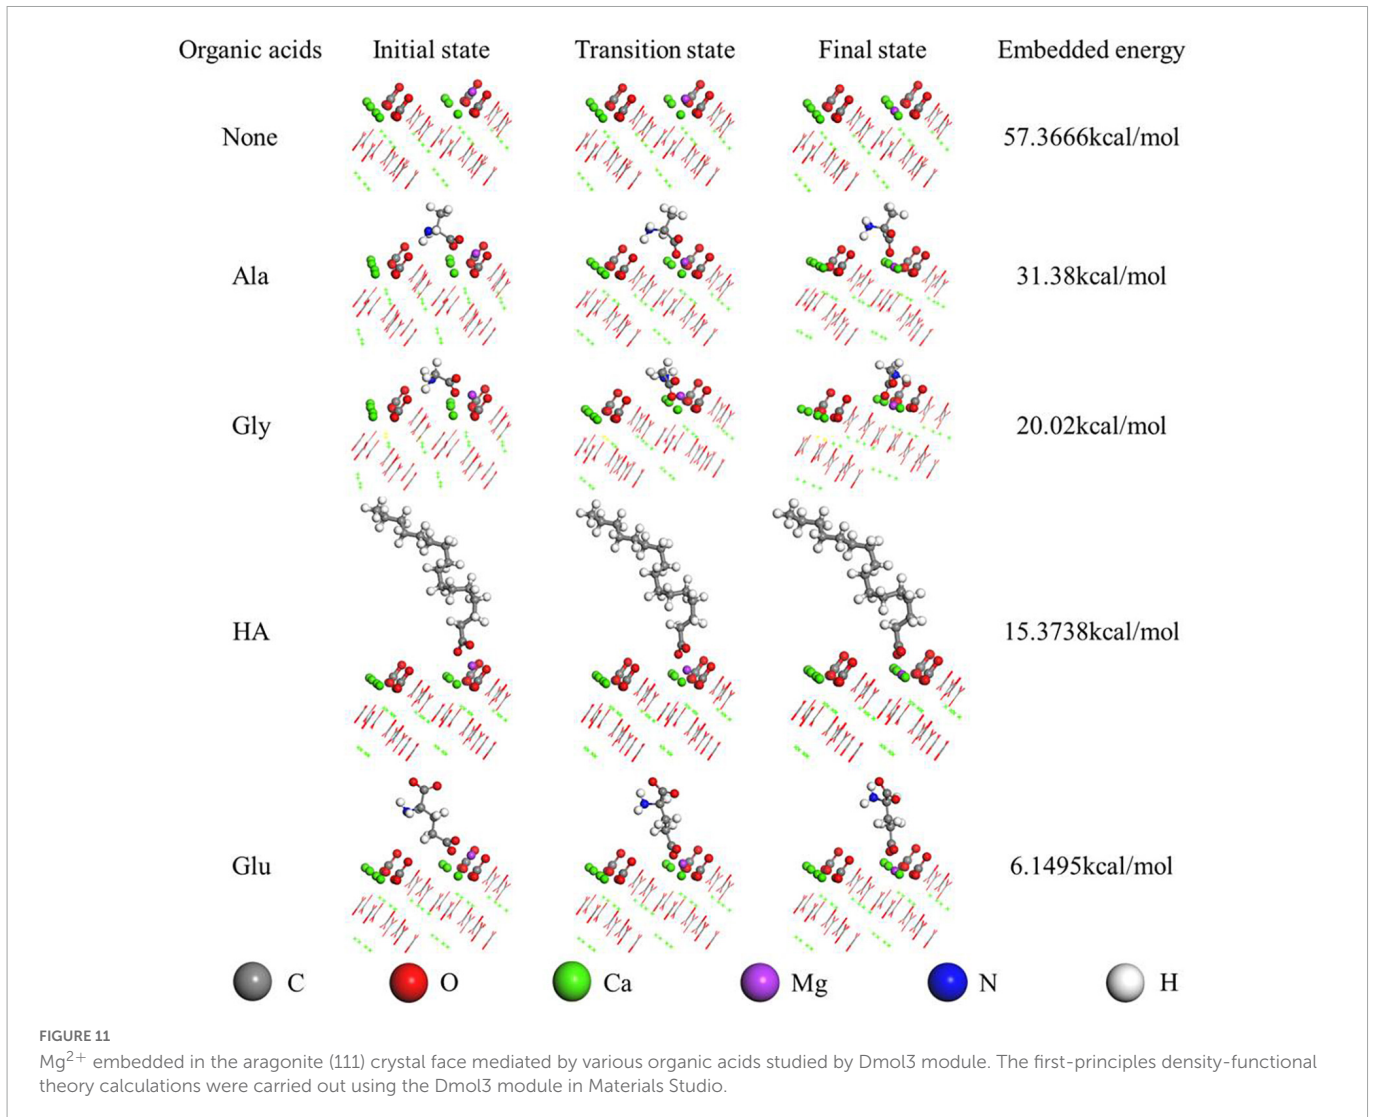 Organic acids Initial state Transition state Final state Embedded energy
None 57.3666kcal/mol
Ala 31.38kcal/mol
Gly 20.02kcal/mol
HA 15.3738kcal/mol
Glu 6.1495kcal/mol
C O Ca Mg N H
FIGURE 11
Mg²⁺ embedded in the aragonite (111) crystal face mediated by various organic acids studied by Dmol3 module. The first-principles density-functional
theory calculations were carried out using the Dmol3 module in Materials Studio.